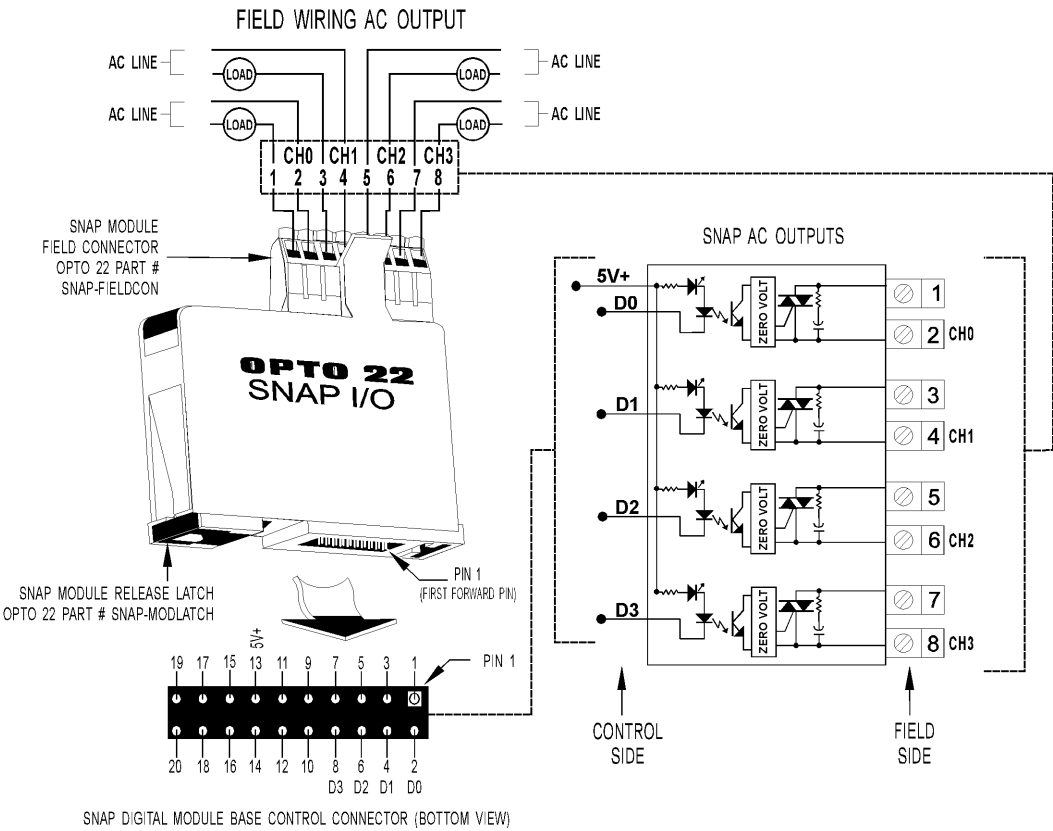 FIELD WIRING AC OUTPUT
AC LINE
LOAD
LOAD
AC LINE
AC LINE
LOAD
LOAD
AC LINE
CH0 CH1 CH2 CH3
1 2 3 4 5 6 7 8
SNAP MODULE
FIELD CONNECTOR
OPTO 22 PART #
SNAP-FIELDCON
OPTO 22
SNAP I/O
PIN 1
(FIRST FORWARD PIN)
SNAP MODULE RELEASE LATCH
OPTO 22 PART # SNAP-MODLATCH
5V+
19 17 15 13 11 9 7 5 3 1
PIN 1
20 18 16 14 12 10 8 6 4 2
D3 D2 D1 D0
SNAP DIGITAL MODULE BASE CONTROL CONNECTOR (BOTTOM VIEW)
SNAP AC OUTPUTS
5V+
D0
ZERO VOLT
1
2 CH0
D1
ZERO VOLT
3
4 CH1
D2
ZERO VOLT
5
6 CH2
D3
ZERO VOLT
7
8 CH3
CONTROL
SIDE
FIELD
SIDE